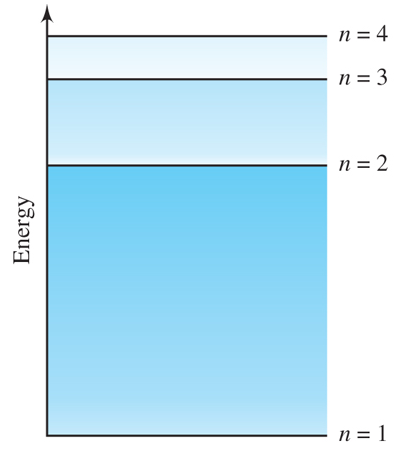 n = 4
n = 3
n = 2
Energy
n = 1